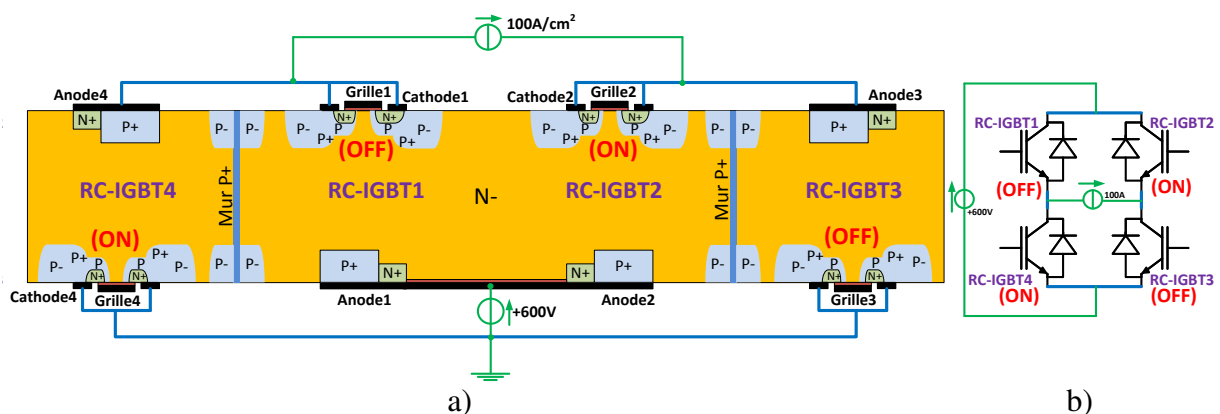 100A/cm²
Anode4
Grille1
Cathode1
Cathode2
Grille2
Anode3
N+
P+
P-
P-
P-
P+
P
N+
N+
P
P+
P-
P-
P+
P
N+
N+
P
P+
P-
P-
P-
P+
N+
(OFF)
(ON)
RC-IGBT4
Mur P+
RC-IGBT1
N-
RC-IGBT2
Mur P+
RC-IGBT3
(ON)
(OFF)
P-
P+
P
N+
N+
P
P+
P-
P-
P-
P+
N+
N+
P+
P-
P-
P-
P+
P
N+
N+
P
P+
P-
Cathode4
Grille4
Anode1
Anode2
Grille3
+600V
a)
RC-IGBT1
RC-IGBT2
(OFF)
(ON)
100A
+600V
RC-IGBT4
RC-IGBT3
(ON)
(OFF)
b)